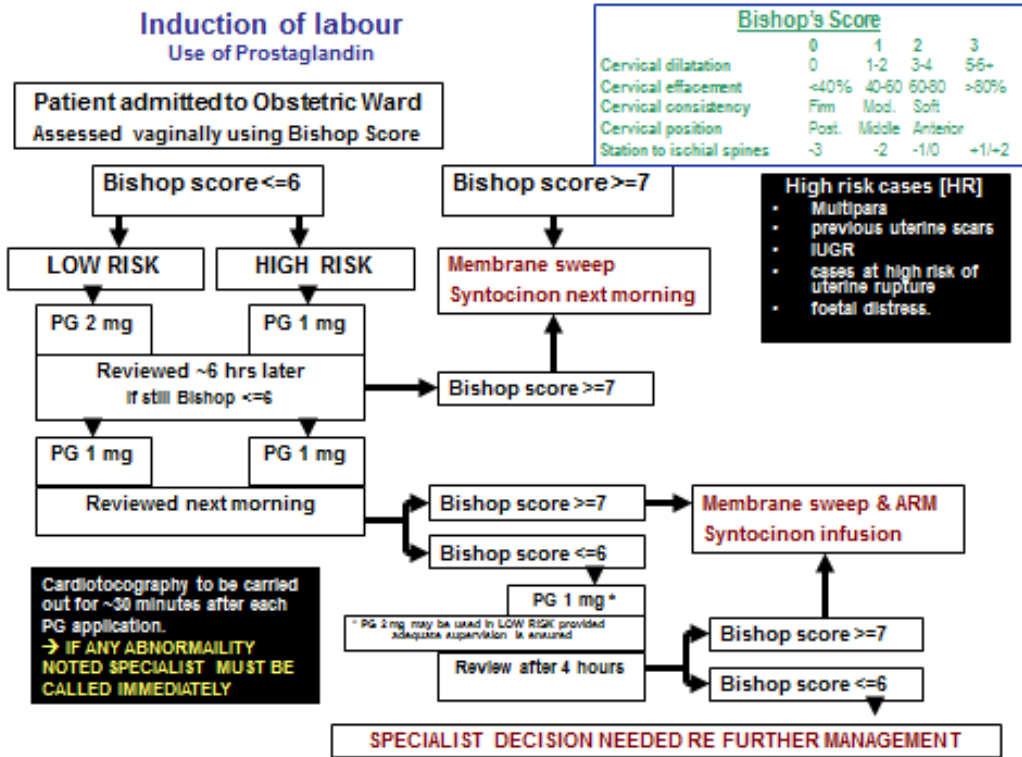 Induction of labour
Use of Prostaglandin
Bishop's Score
0 1 2 3
Cervical dilatation 0 1-2 3-4 5-6+
Cervical effacement <40% 40-60 60-80 >80%
Cervical consistency Firm Mod. Soft
Cervical position Post. Middle Anterior
Station to ischial spines -3 -2 -1/0 +1/+2
Patient admitted to Obstetric Ward
Assessed vaginally using Bishop Score
Bishop score <=6
Bishop score >=7
High risk cases [HR]
• Multipara
• previous uterine scars
• IUGR
• cases at high risk of
uterine rupture
• foetal distress.
LOW RISK
HIGH RISK
Membrane sweep
Syntocinon next morning
PG 2 mg
PG 1 mg
Reviewed ~6 hrs later
if still Bishop <=6
Bishop score >=7
PG 1 mg
PG 1 mg
Reviewed next morning
Bishop score >=7
Membrane sweep & ARM
Syntocinon infusion
Bishop score <=6
Cardiotocography to be carried
out for ~30 minutes after each
PG application.
→ IF ANY ABNORMAILITY
NOTED SPECIALIST MUST BE
CALLED IMMEDIATELY
PG 1 mg *
* PG 2 mg may be used in LOW RISK provided
adequate supervision is ensured
Review after 4 hours
Bishop score >=7
Bishop score <=6
SPECIALIST DECISION NEEDED RE FURTHER MANAGEMENT